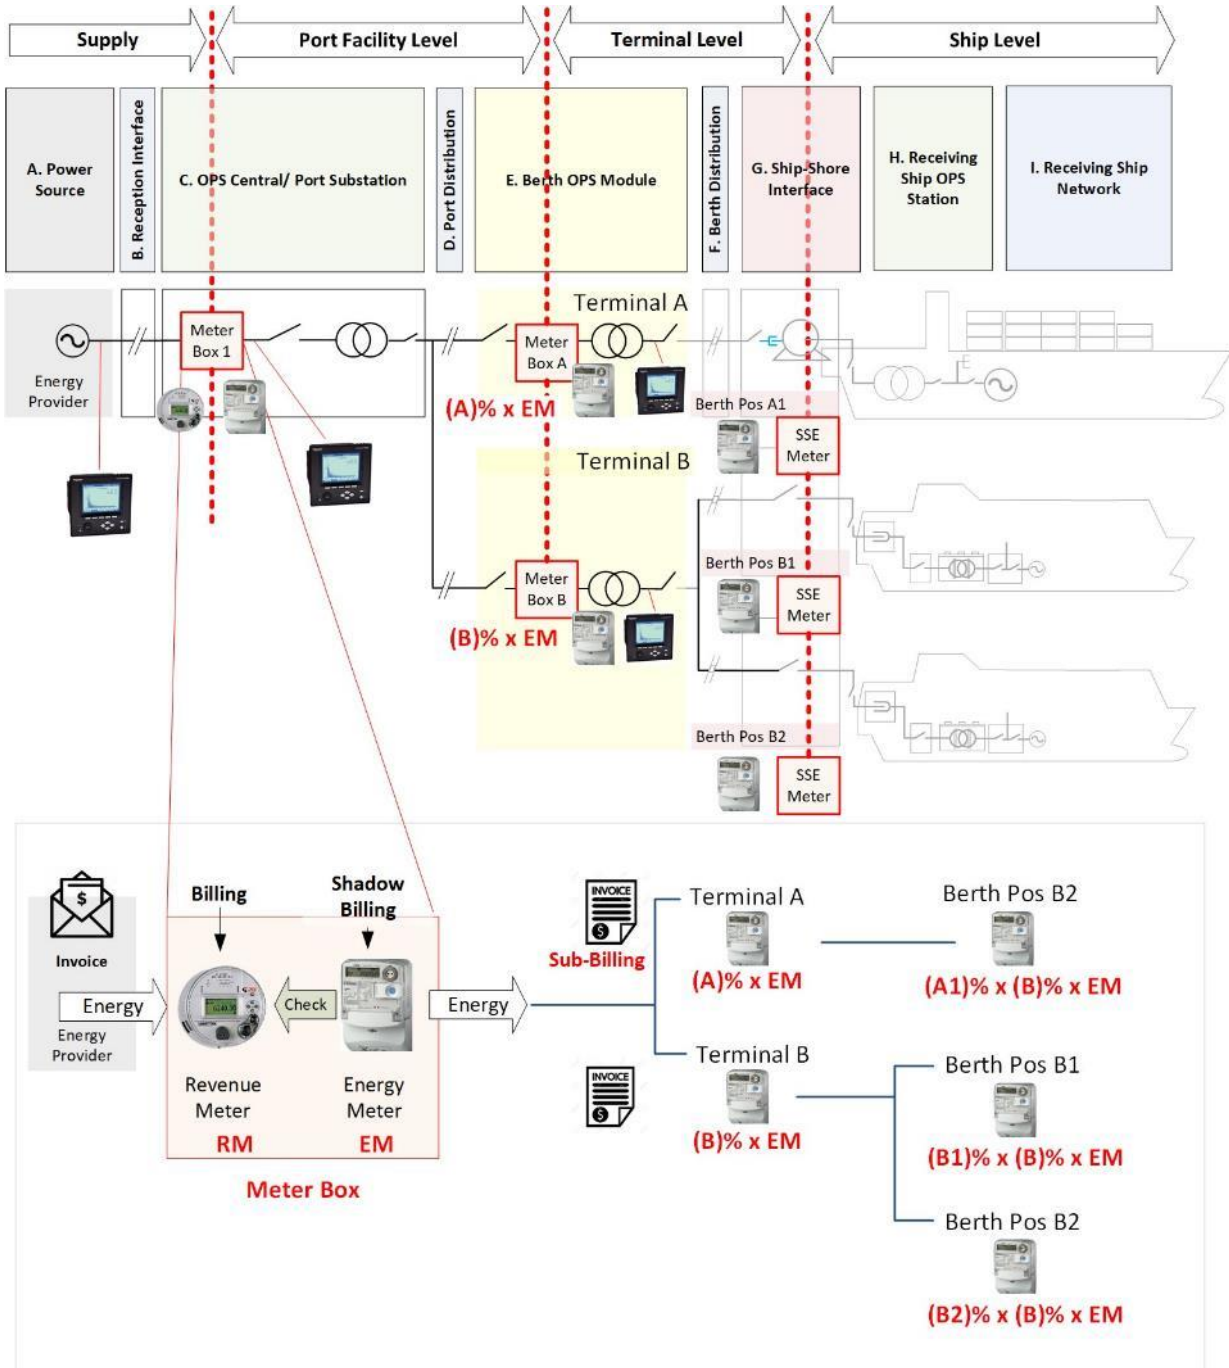 Supply
Port Facility Level
Terminal Level
Ship Level
A. Power
Source
B. Reception Interface
C. OPS Central/ Port Substation
D. Port Distribution
E. Berth OPS Module
F. Berth Distribution
G. Ship-Shore
Interface
H. Receiving
Ship OPS
Station
I. Receiving Ship
Network
Terminal A
Meter
Box 1
Meter
Box A
Energy
Provider
(A)% x EM
Berth Pos A1
SSE
Meter
Terminal B
Meter
Box B
Berth Pos B1
SSE
Meter
(B)% x EM
Berth Pos B2
SSE
Meter
Billing
Shadow
Billing
Invoice
Energy
Energy
Provider
Check
Energy
Revenue
Meter
RM
Energy
Meter
EM
Meter Box
INVOICE
Sub-Billing
INVOICE
Terminal A
(A)% x EM
Berth Pos B2
(A1)% x (B)% x EM
Terminal B
(B)% x EM
Berth Pos B1
(B1)% x (B)% x EM
Berth Pos B2
(B2)% x (B)% x EM